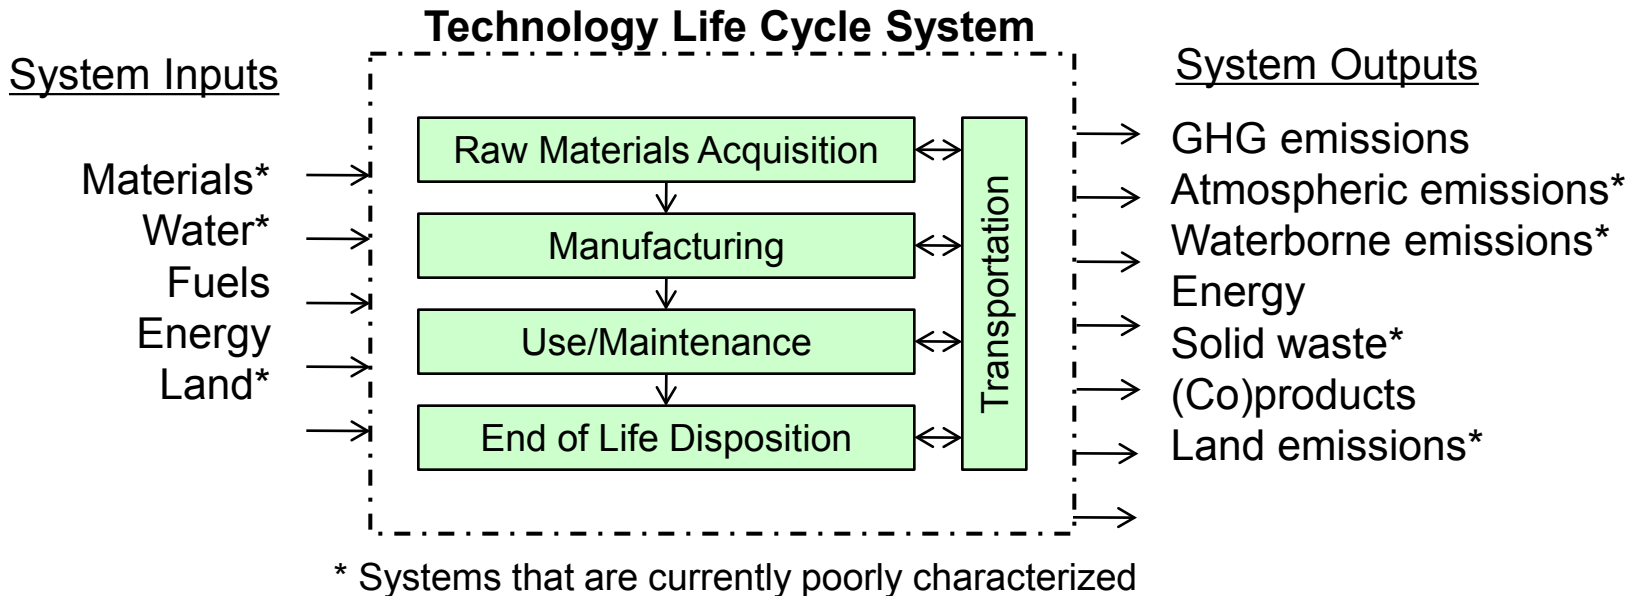 Technology Life Cycle System
System Inputs
Materials*
Water*
Fuels
Energy
Land*
Raw Materials Acquisition
Manufacturing
Use/Maintenance
End of Life Disposition
Transportation
System Outputs
GHG emissions
Atmospheric emissions*
Waterborne emissions*
Energy
Solid waste*
(Co)products
Land emissions*
* Systems that are currently poorly characterized